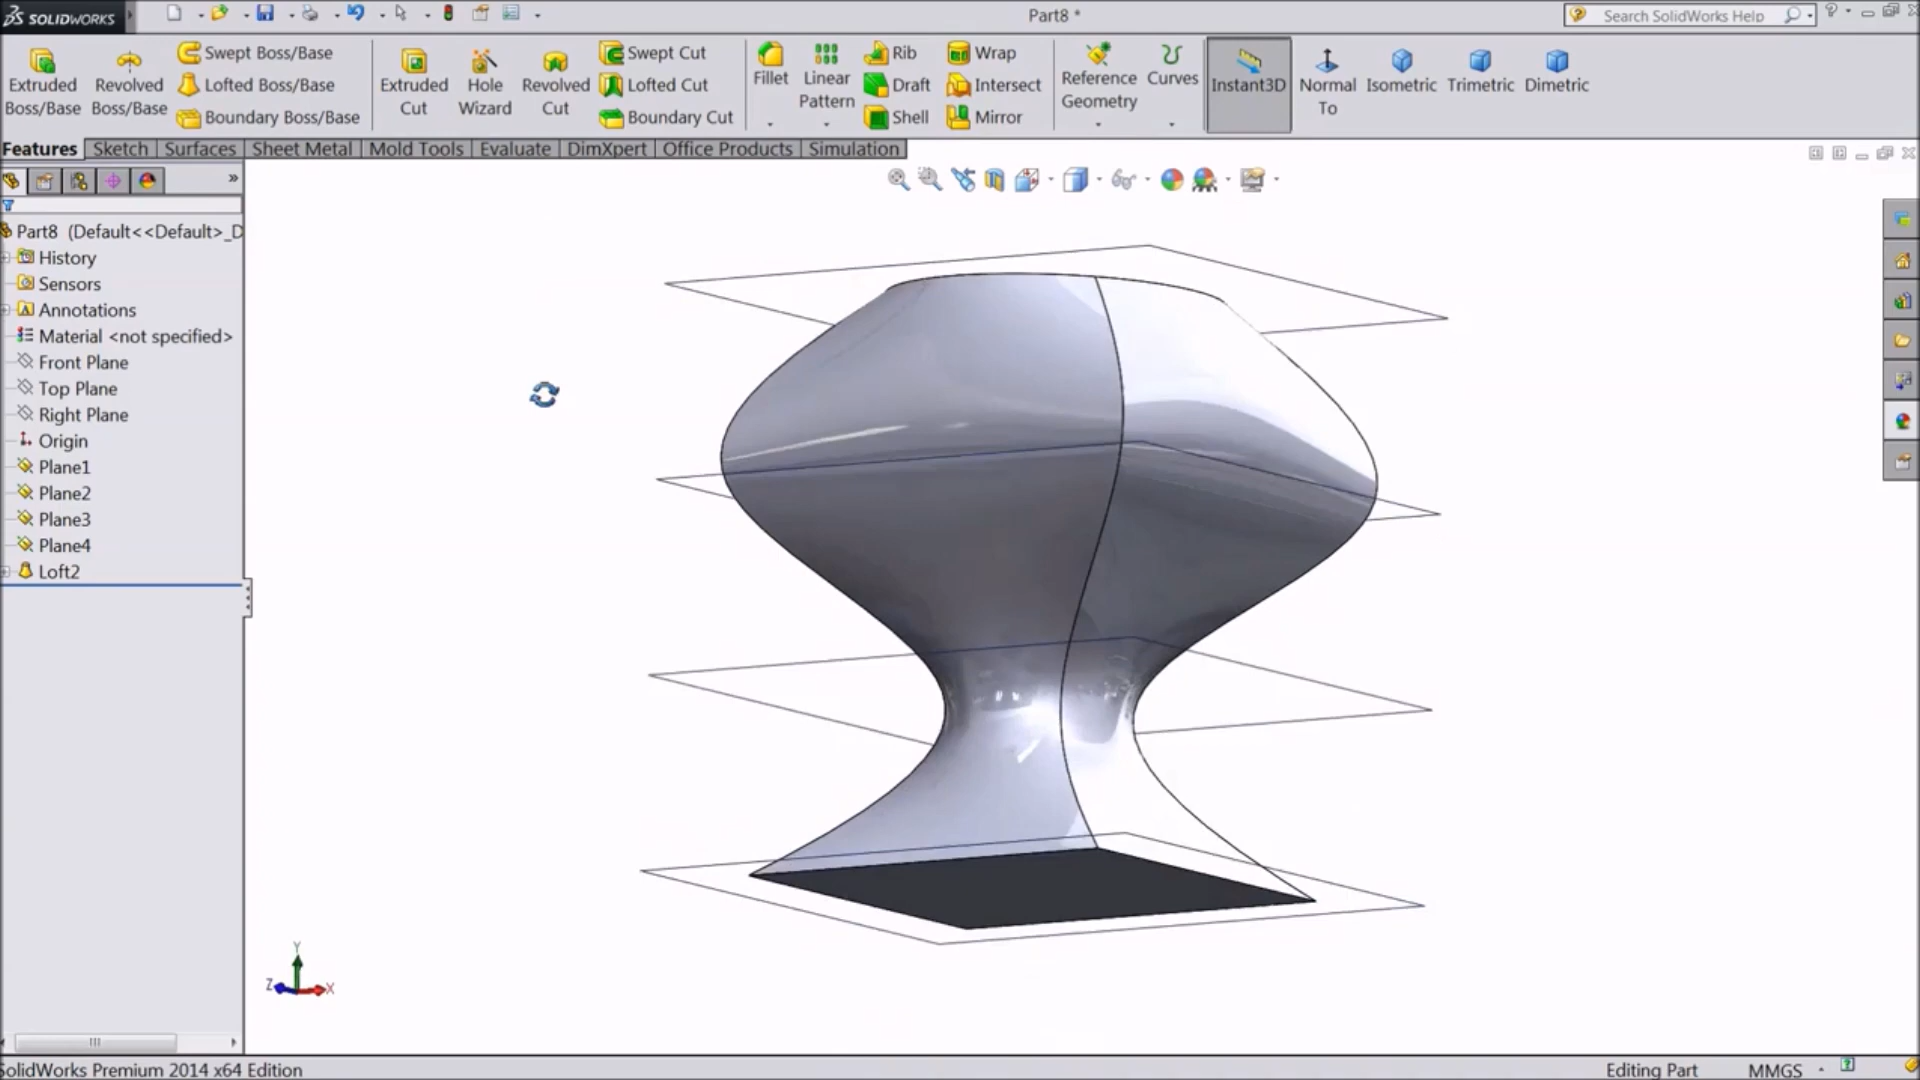 SOLIDWORKS
Part8 *
Search SolidWorks Help
?
Extruded Boss/Base
Revolved Boss/Base
Swept Boss/Base
Lofted Boss/Base
Boundary Boss/Base
Extruded Cut
Hole Wizard
Revolved Cut
Swept Cut
Lofted Cut
Boundary Cut
Fillet
Linear Pattern
Rib
Draft
Shell
Wrap
Intersect
Mirror
Reference Geometry
Curves
Instant3D
Normal To
Isometric
Trimetric
Dimetric
Features
Sketch
Surfaces
Sheet Metal
Mold Tools
Evaluate
DimXpert
Office Products
Simulation
»
Part8 (Default<<Default>_D
History
Sensors
Annotations
Material <not specified>
Front Plane
Top Plane
Right Plane
Origin
Plane1
Plane2
Plane3
Plane4
Loft2
Y
Z
X
SolidWorks Premium 2014 x64 Edition
Editing Part
MMGS